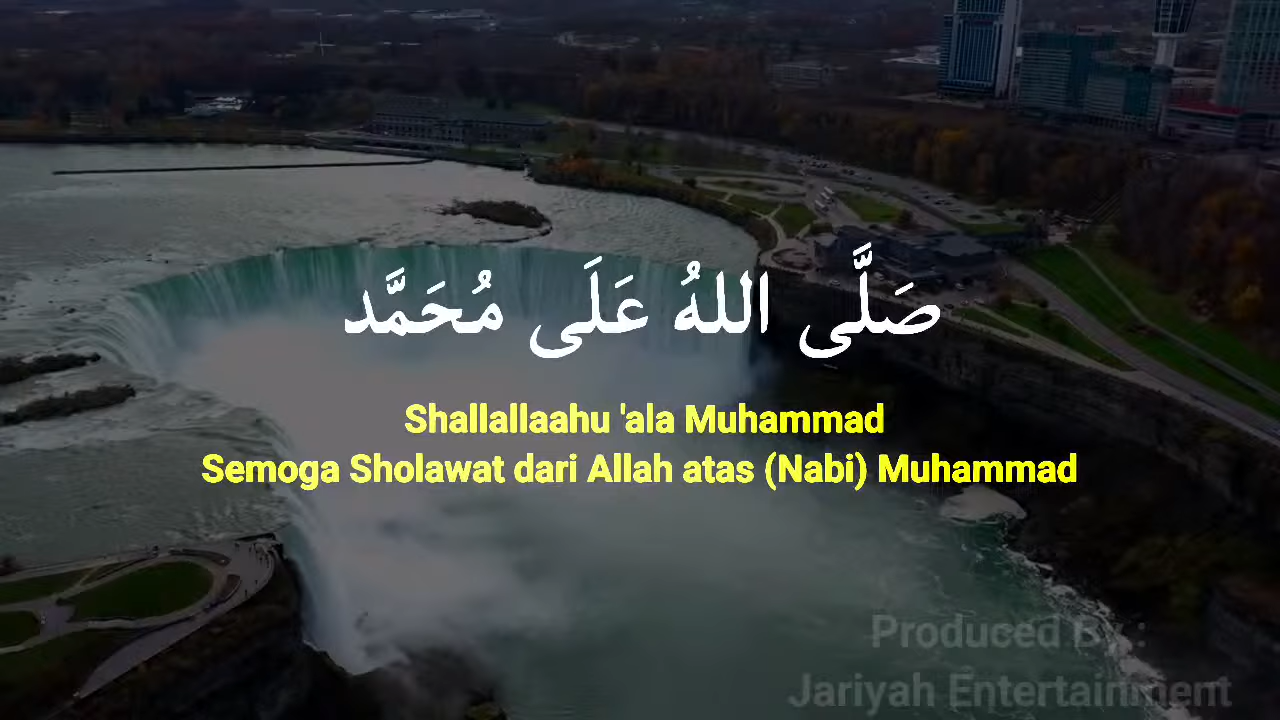 صَلَّى اللهُ عَلَى مُحَمَّد
Shallallaahu 'ala Muhammad
Semoga Sholawat dari Allah atas (Nabi) Muhammad
Produced By :
Jariyah Entertainment